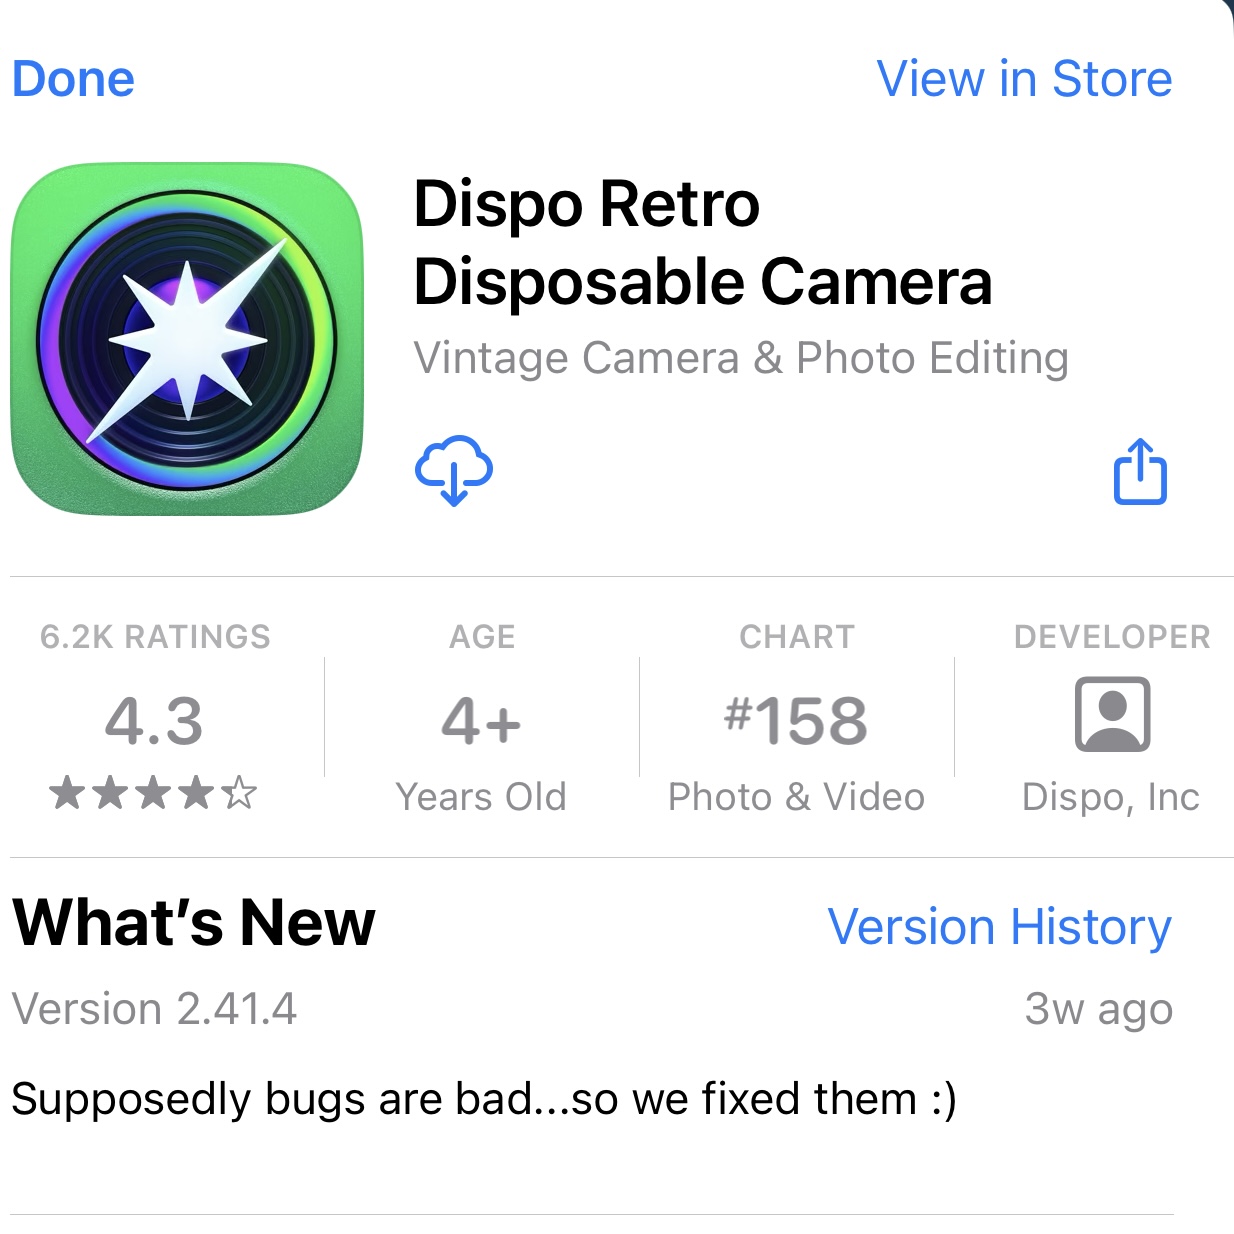 Done
View in Store
Dispo Retro
Disposable Camera
Vintage Camera & Photo Editing
6.2K RATINGS
4.3
AGE
4+
Years Old
CHART
#158
Photo & Video
DEVELOPER
Dispo, Inc
What's New
Version History
Version 2.41.4
3w ago
Supposedly bugs are bad...so we fixed them :)